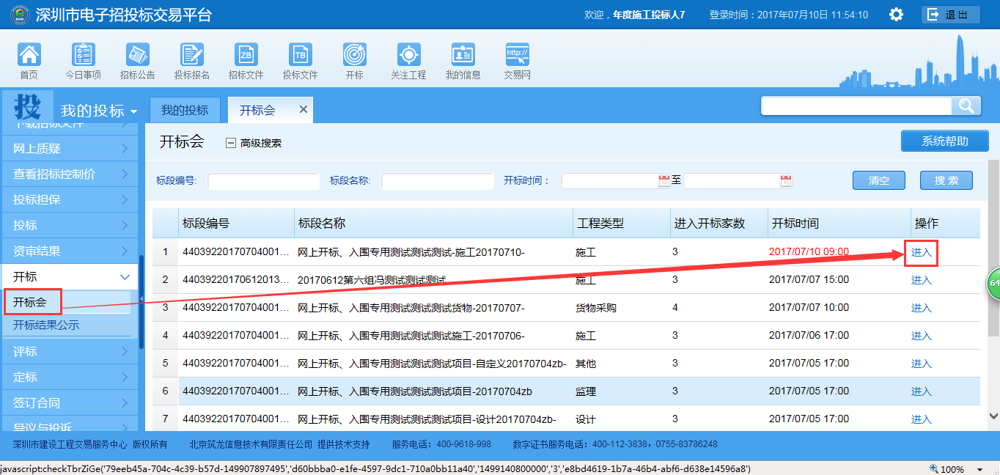 深圳市电子招投标交易平台 欢迎，年度施工投标人7 登录时间：2017年07月10日 11:54:10 退 出
首页 今日事项 招标公告 投标报名 招标文件 投标文件 开标 关注工程 我的信息 交易网
ZB TB http://
投 我的投标 我的投标 开标会
下载招标文件
网上质疑
查看招标控制价
投标担保
投标
资审结果
开标
开标会
开标结果公示
评标
定标
签订合同
异议与投诉
开标会 高级搜索 系统帮助
标段编号: 标段名称: 开标时间： 至 清空 搜 索
标段编号 标段名称 工程类型 进入开标家数 开标时间 操作
1 44039220170704001... 网上开标、入围专用测试测试测试-施工20170710- 施工 3 2017/07/10 09:00 进入
2 44039220170612013... 20170612第六组冯测试测试测试 施工 3 2017/07/07 15:00 进入
3 44039220170704001... 网上开标、入围专用测试测试测试货物-20170707- 货物采购 4 2017/07/07 10:00 进入
4 44039220170704001... 网上开标、入围专用测试测试测试施工-20170706- 施工 3 2017/07/06 17:00 进入
5 44039220170704001... 网上开标、入围专用测试测试测试项目-自定义20170704zb- 其他 3 2017/07/05 17:00 进入
6 44039220170704001... 网上开标、入围专用测试测试测试项目-20170704zb 监理 3 2017/07/05 17:00 进入
7 44039220170704001... 网上开标、入围专用测试测试测试项目-设计20170704zb- 设计 3 2017/07/05 17:00 进入
64
深圳市建设工程交易服务中心 版权所有 北京筑龙信息技术有限责任公司 提供技术支持 服务电话：400-9618-998 数字证书服务电话：400-112-3838，0755-83786248
javascript:checkTbrZiGe('79eeb45a-704c-4c39-b57d-149907897495','d60bbba0-e1fe-4597-9dc1-710a0bb11a40','1499140800000','3','e8bd4619-1b7a-46b4-abf6-d638e14596a8') 100%